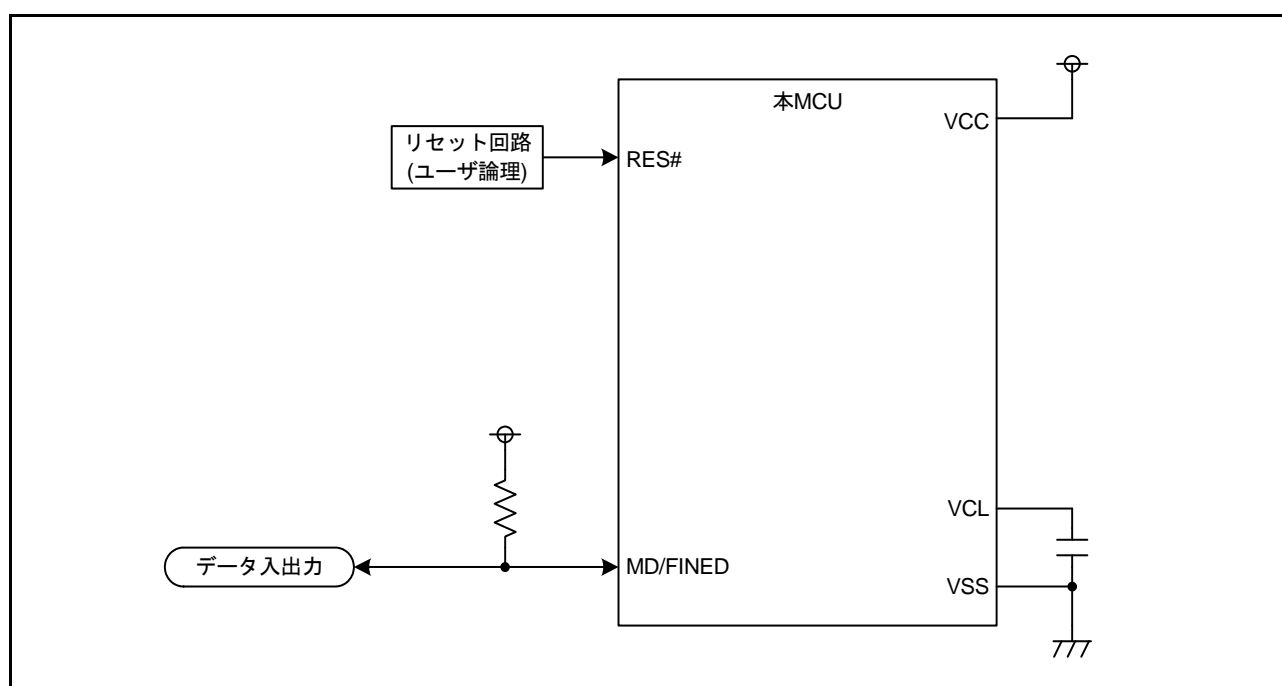 本MCU
VCC
リセット回路
(ユーザ論理)
RES#
VCL
データ入出力
MD/FINED
VSS